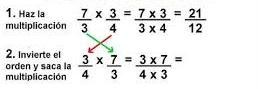 1. Haz la multiplicación 7/3 x 3/4 = 7 x 3/3 x 4 = 21/12
2. Invierte el orden y saca la multiplicación 3/4 x 7/3 = 3 x 7/4 x 3 =